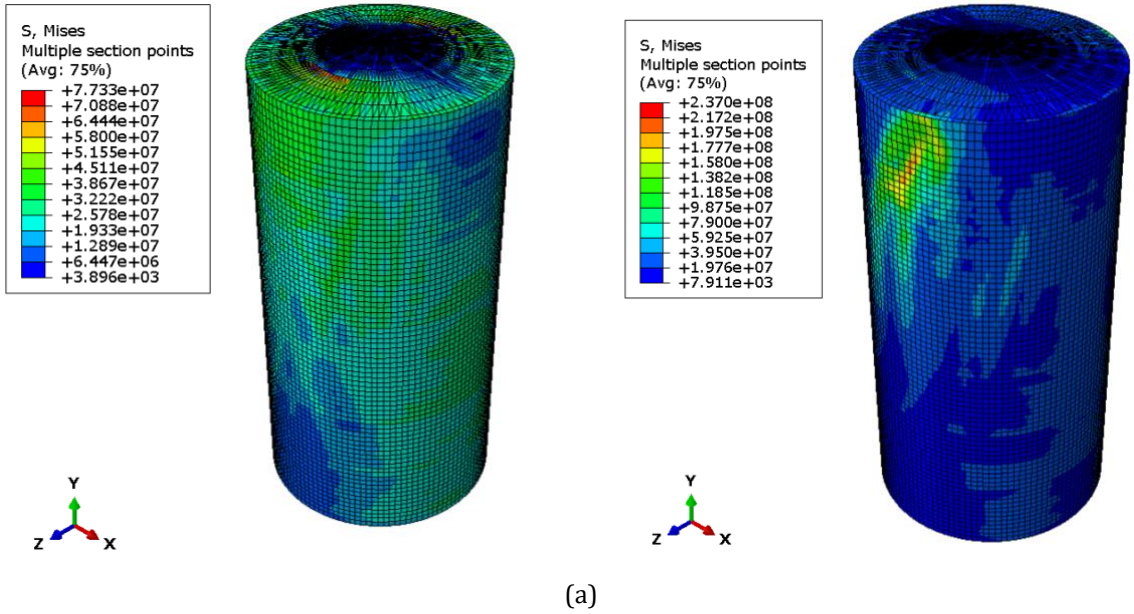 S, Mises
Multiple section points
(Avg: 75%)
+7.733e+07
+7.088e+07
+6.444e+07
+5.800e+07
+5.155e+07
+4.511e+07
+3.867e+07
+3.222e+07
+2.578e+07
+1.933e+07
+1.289e+07
+6.447e+06
+3.896e+03
Y
Z
X
S, Mises
Multiple section points
(Avg: 75%)
+2.370e+08
+2.172e+08
+1.975e+08
+1.777e+08
+1.580e+08
+1.382e+08
+1.185e+08
+9.875e+07
+7.900e+07
+5.925e+07
+3.950e+07
+1.976e+07
+7.911e+03
Y
Z
X
(a)